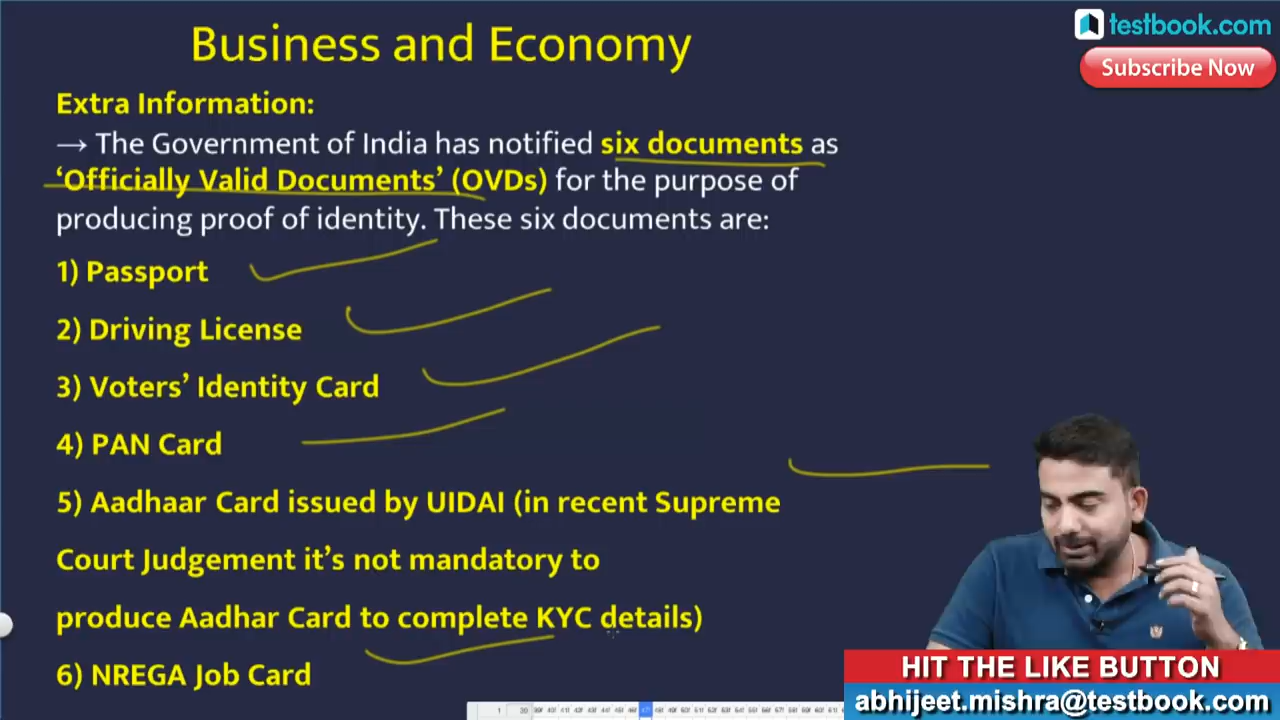 Business and Economy
testbook.com
Subscribe Now
Extra Information:
→ The Government of India has notified six documents as
‘Officially Valid Documents’ (OVDs) for the purpose of
producing proof of identity. These six documents are:
1) Passport
2) Driving License
3) Voters’ Identity Card
4) PAN Card
5) Aadhaar Card issued by UIDAI (in recent Supreme
Court Judgement it’s not mandatory to
produce Aadhar Card to complete KYC details)
6) NREGA Job Card
HIT THE LIKE BUTTON
abhijeet.mishra@testbook.com